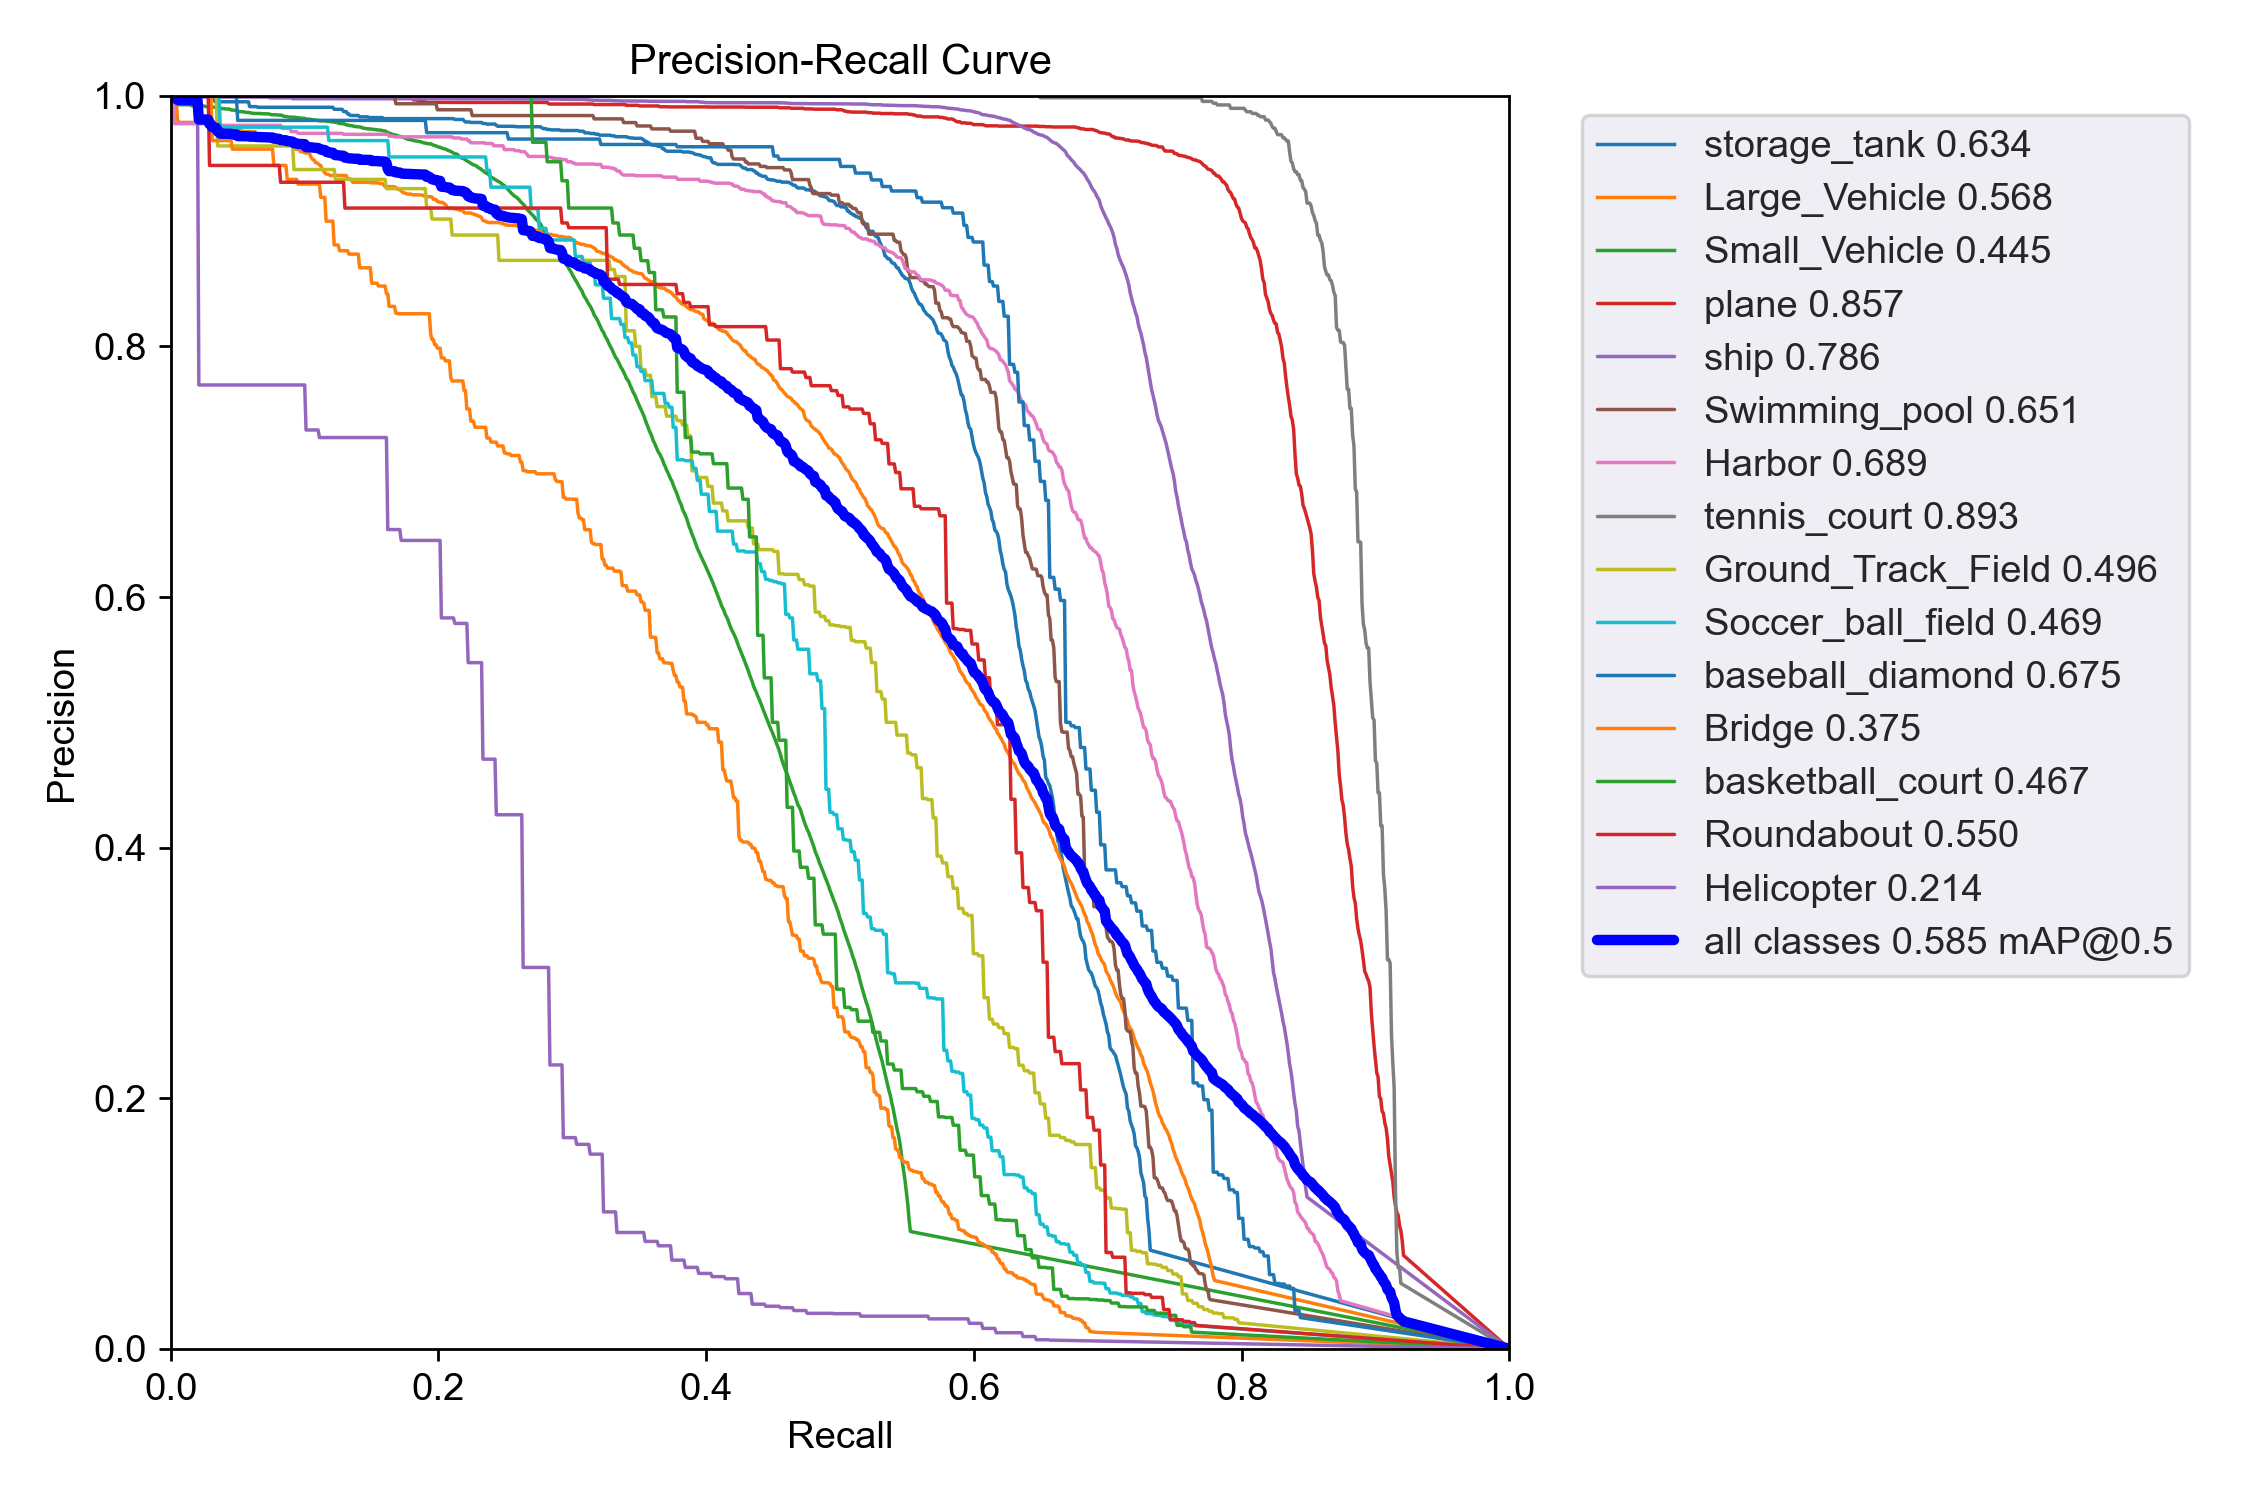 Precision-Recall Curve
1.0
0.8
0.6
0.4
0.2
0.0
Precision
0.0 0.2 0.4 0.6 0.8 1.0
Recall
storage_tank 0.634
Large_Vehicle 0.568
Small_Vehicle 0.445
plane 0.857
ship 0.786
Swimming_pool 0.651
Harbor 0.689
tennis_court 0.893
Ground_Track_Field 0.496
Soccer_ball_field 0.469
baseball_diamond 0.675
Bridge 0.375
basketball_court 0.467
Roundabout 0.550
Helicopter 0.214
all classes 0.585 mAP@0.5